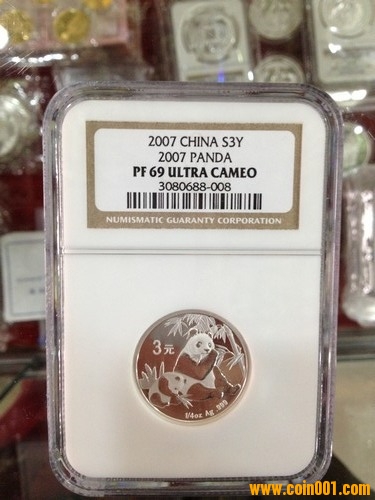 2007 CHINA S3Y
2007 PANDA
PF 69 ULTRA CAMEO
3080688-008
NUMISMATIC GUARANTY CORPORATION
3元
1/4oz Ag .999
www.coin001.com